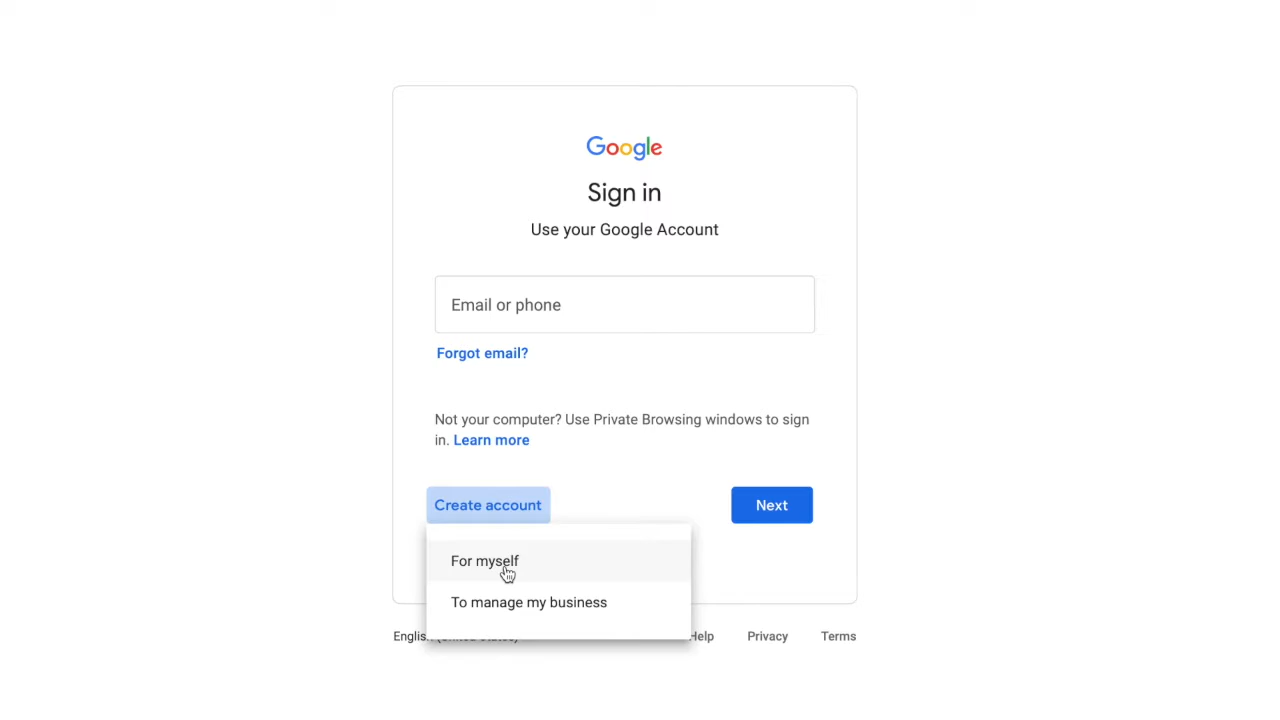 Google
Sign in
Use your Google Account
Email or phone
Forgot email?
Not your computer? Use Private Browsing windows to sign
in. Learn more
Create account
Next
For myself
To manage my business
Help
Privacy
Terms